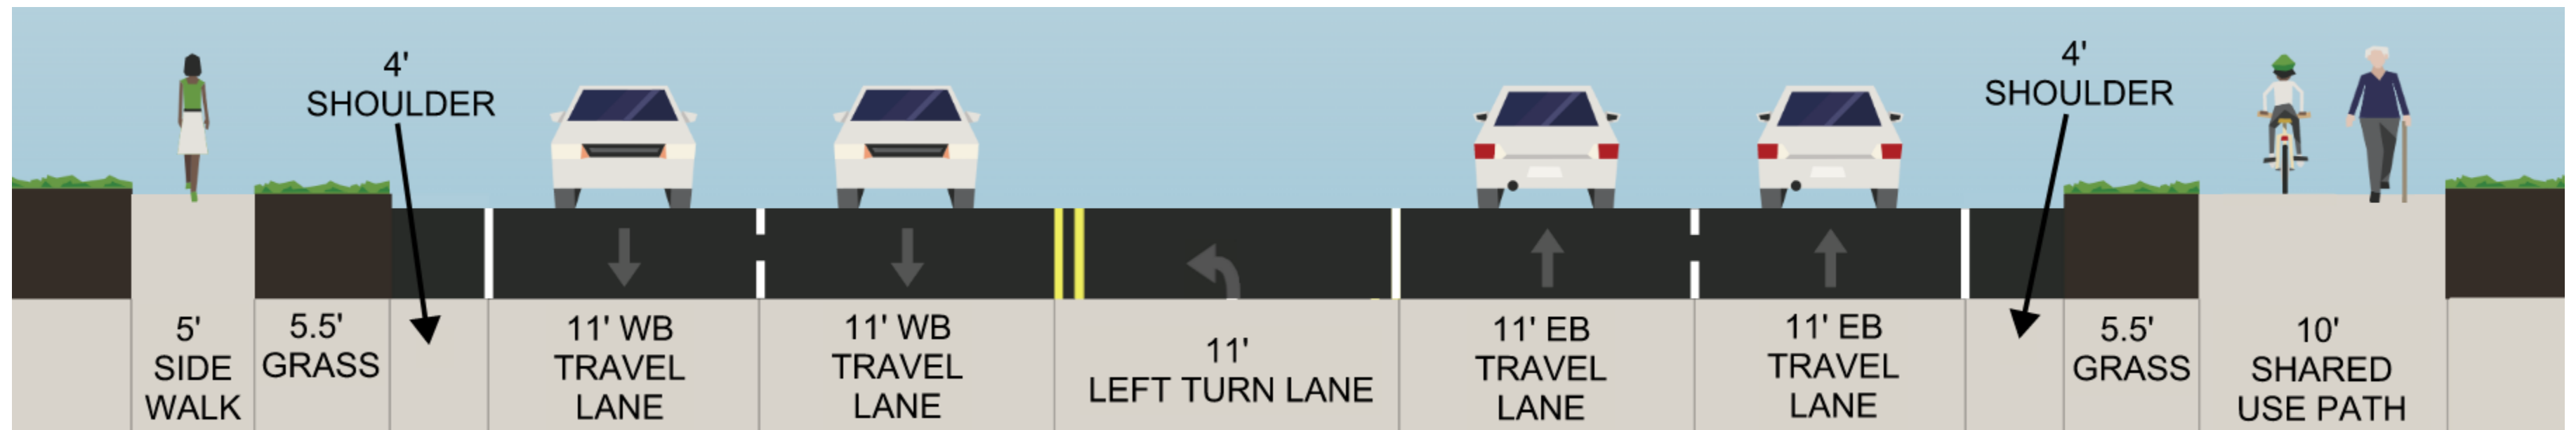 5'
SIDE
WALK
5.5'
GRASS
4'
SHOULDER
11' WB
TRAVEL
LANE
11' WB
TRAVEL
LANE
11'
LEFT TURN LANE
11' EB
TRAVEL
LANE
11' EB
TRAVEL
LANE
4'
SHOULDER
5.5'
GRASS
10'
SHARED
USE PATH